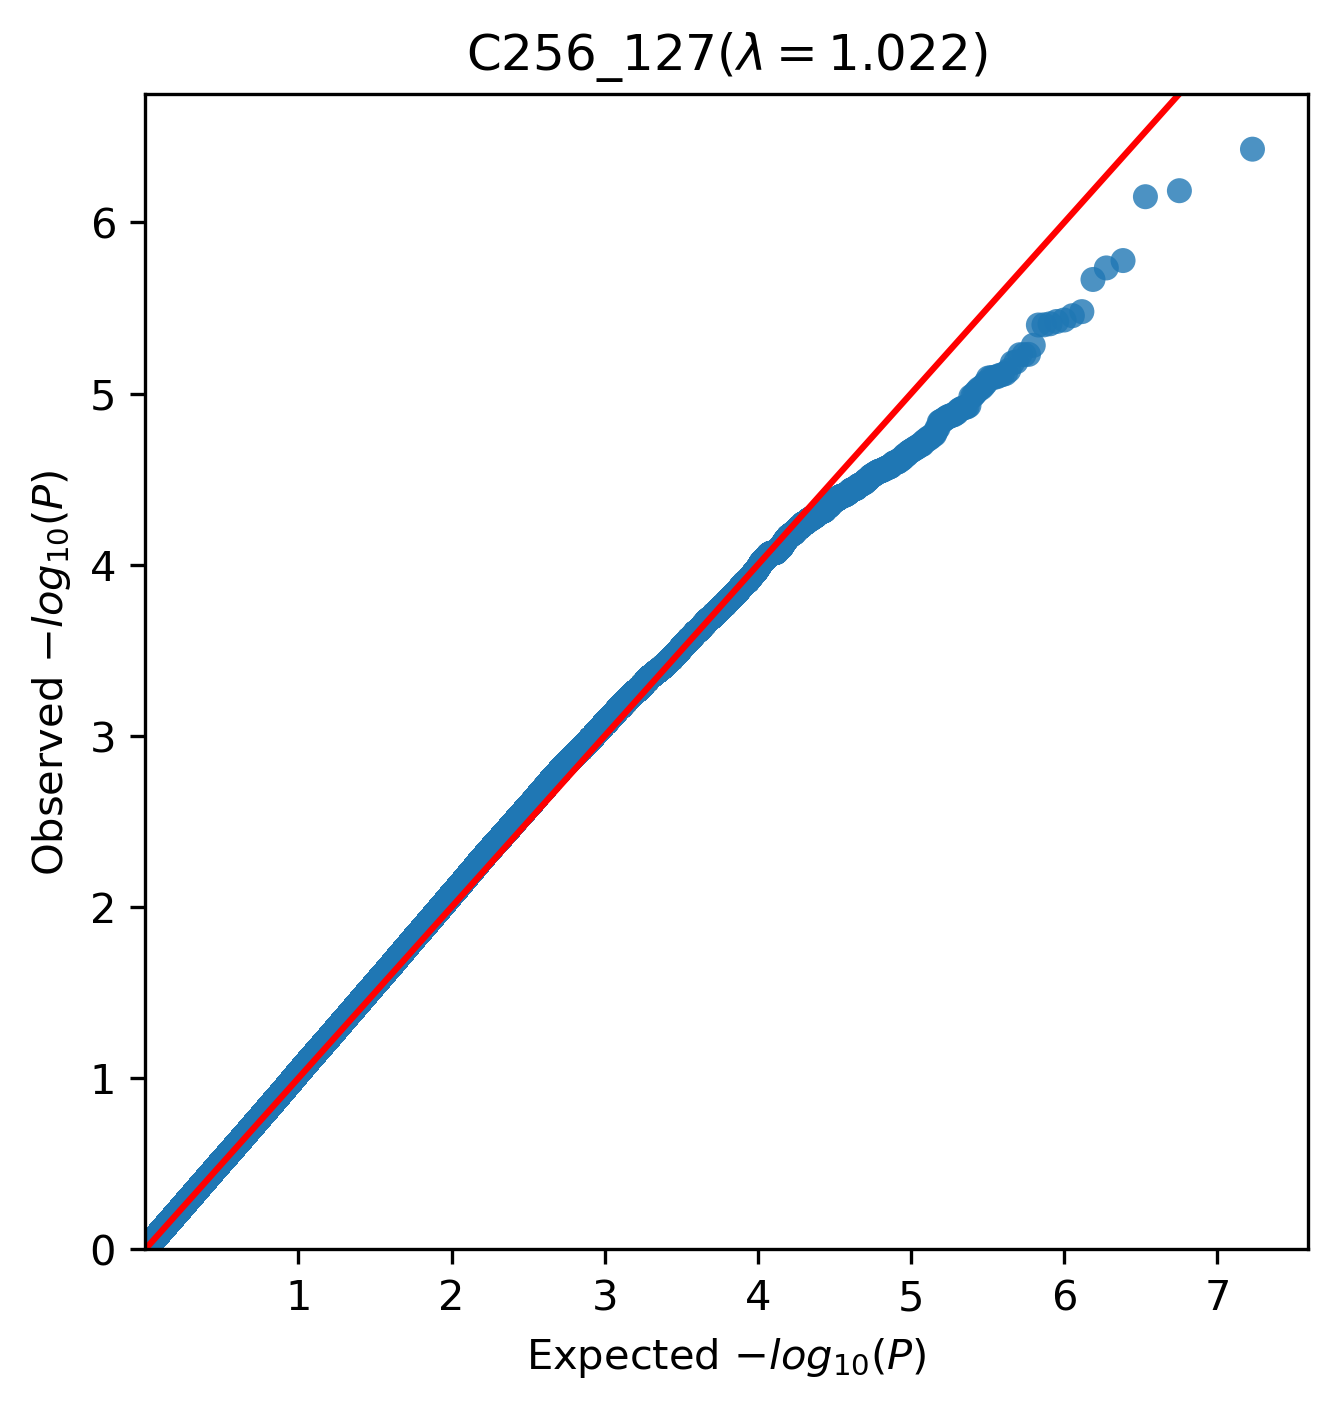 C256_127(λ = 1.022)
Observed −log₁₀(P)
6
5
4
3
2
1
0
1 2 3 4 5 6 7
Expected −log₁₀(P)